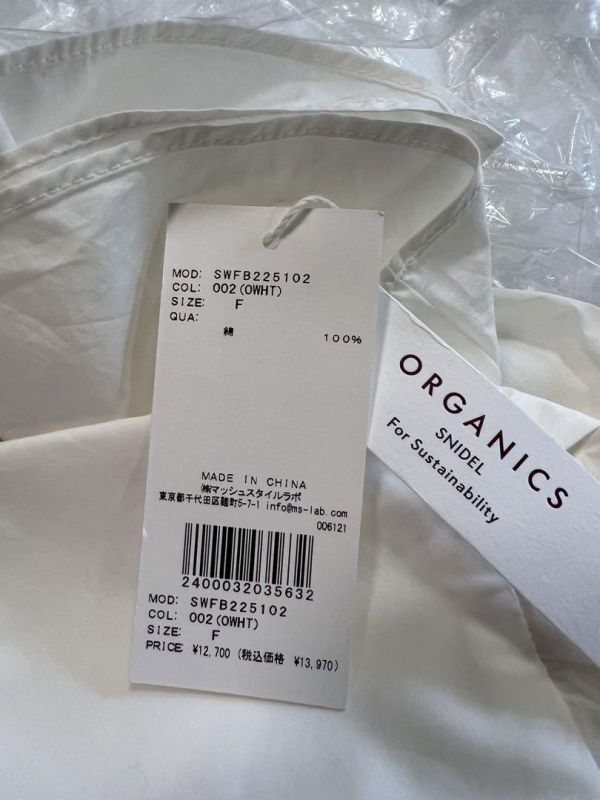 MOD: SWFB225102
COL: 002(OWHT)
SIZE: F
QUA:
綿 100%
MADE IN CHINA
㈱マッシュスタイルラボ
東京都千代田区麹町5-7-1 info@ms-lab.com
006121
2400032035632
MOD: SWFB225102
COL: 002(OWHT)
SIZE: F
PRICE: ¥12,700 (税込価格 ¥13,970)
ORGANICS
SNIDEL
For Sustainability